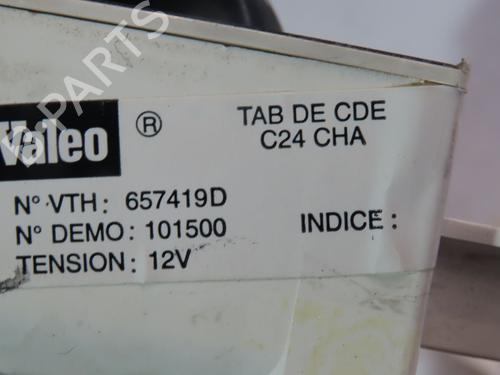 Valeo ®
TAB DE CDE
C24 CHA
N° VTH : 657419D
N° DEMO : 101500
INDICE :
TENSION : 12V
B-PARTS